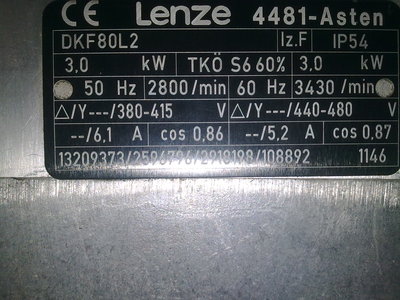 CE Lenze 4481-Asten
DKF80L2 Iz.F IP54
3,0 kW TKÖ S6 60% 3,0 kW
50 Hz 2800/min 60 Hz 3430/min
△/Y---/380-415 V △/Y---/440-480 V
--/6,1 A cos 0,86 --/5,2 A cos 0,87
13209373/2596796/2919198/108892 1146